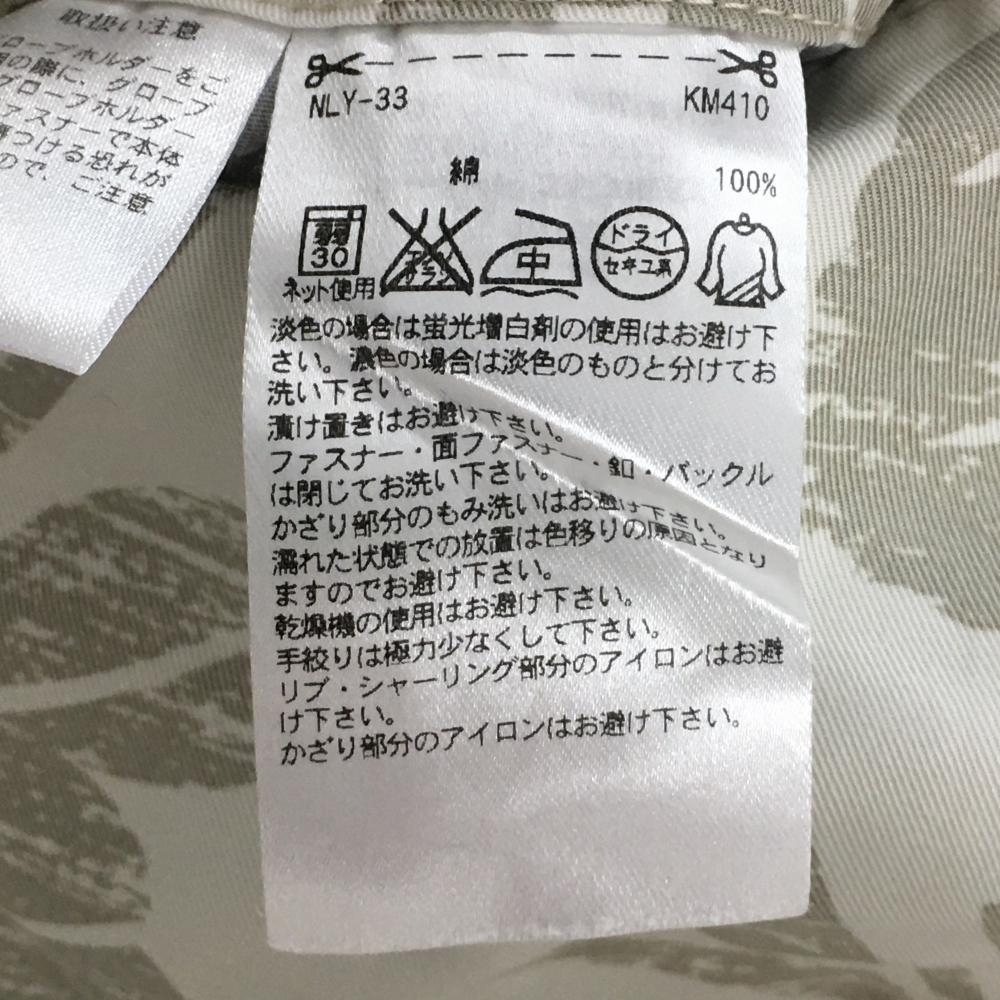 取扱い注意
ローブホルダーをご
用の際に、グローブ
グローブホルダー
ァスナーで本体
傷つける恐れが
ので、ご注意
NLY-33
KM410
綿
100%
弱
30
ネット使用
中
ドライ
セキユ系
淡色の場合は蛍光増白剤の使用はお避け下
さい。濃色の場合は淡色のものと分けてお
洗い下さい。
漬け置きはお避け下さい。
ファスナー・面ファスナー・釦・バックル
は閉じてお洗い下さい。
かざり部分のもみ洗いはお避け下さい。
濡れた状態での放置は色移りの原因となり
ますのでお避け下さい。
乾燥機の使用はお避け下さい。
手絞りは極力少なくして下さい。
リブ・シャーリング部分のアイロンはお避
け下さい。
かざり部分のアイロンはお避け下さい。